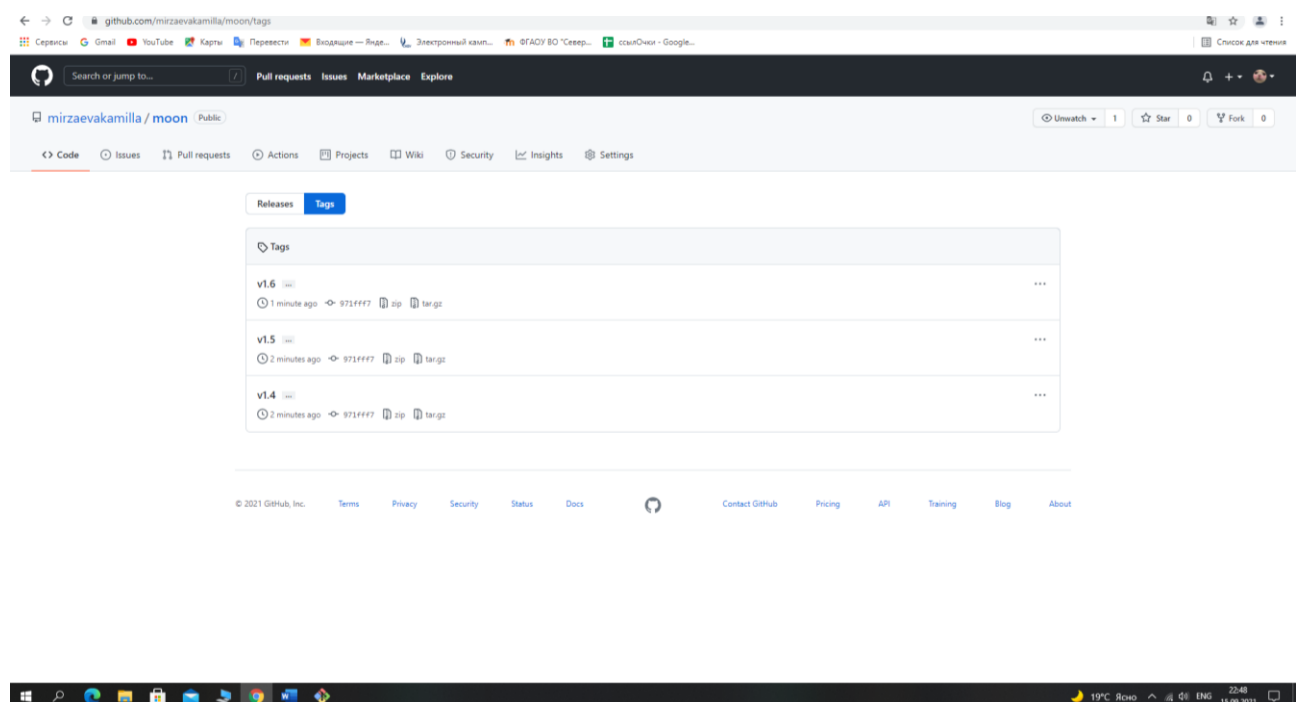 github.com/mirzaevakamilla/moon/tags
Сервисы Gmail YouTube Карты Перевести Входящие — Янде... Электронный камп... ФГАОУ ВО "Север... ссылОчки - Google... Список для чтения
Search or jump to... / Pull requests Issues Marketplace Explore
mirzaevakamilla / moon Public Unwatch 1 Star 0 Fork 0
<> Code Issues Pull requests Actions Projects Wiki Security Insights Settings
Releases Tags
Tags
v1.6 ...
1 minute ago 971fff7 zip tar.gz
v1.5 ...
2 minutes ago 971fff7 zip tar.gz
v1.4 ...
2 minutes ago 971fff7 zip tar.gz
© 2021 GitHub, Inc. Terms Privacy Security Status Docs Contact GitHub Pricing API Training Blog About
19°C Ясно ENG 22:48
15.09.2021